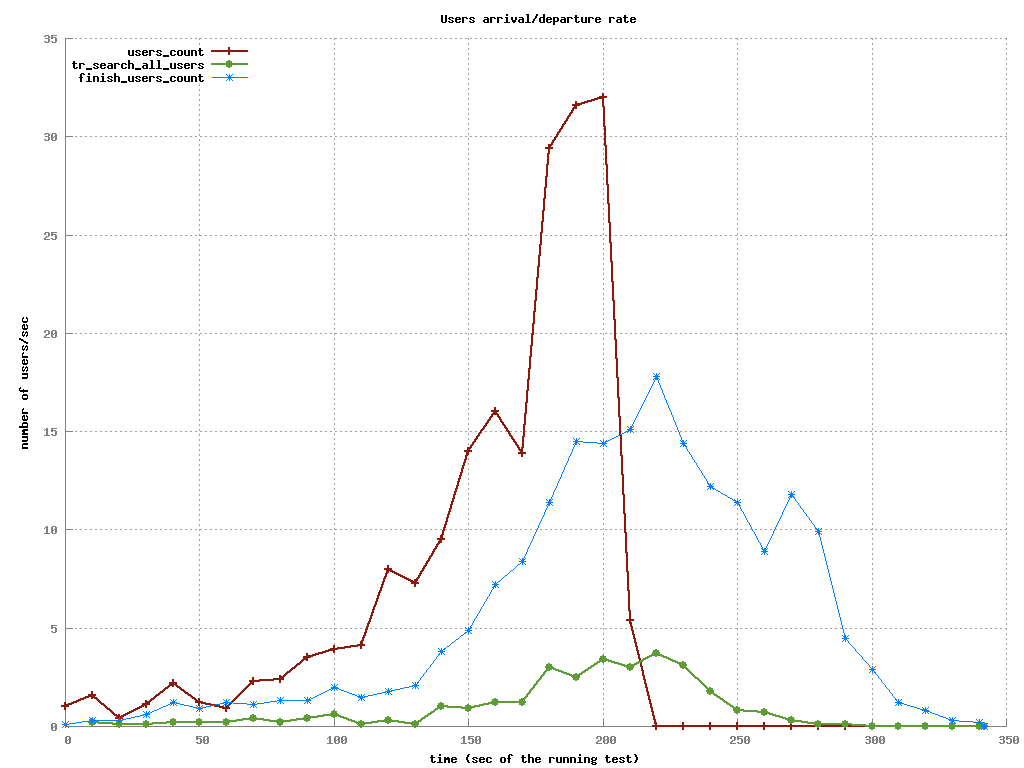 Users arrival/departure rate
users_count
tr_search_all_users
finish_users_count
number of users/sec
35
30
25
20
15
10
5
0
0 50 100 150 200 250 300 350
time (sec of the running test)